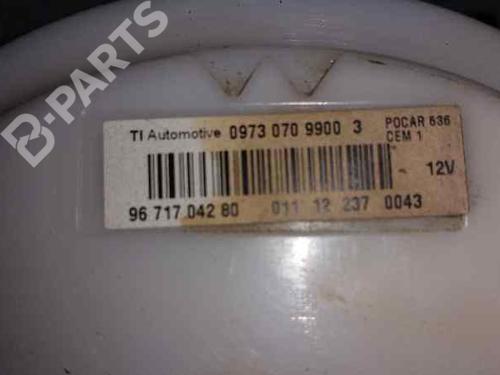 B-PARTS
TI Automotive 0973 070 9900 3
POCAR 636
CEM 1
12V
96 717 042 80 011 12 237 0043
B-PARTS